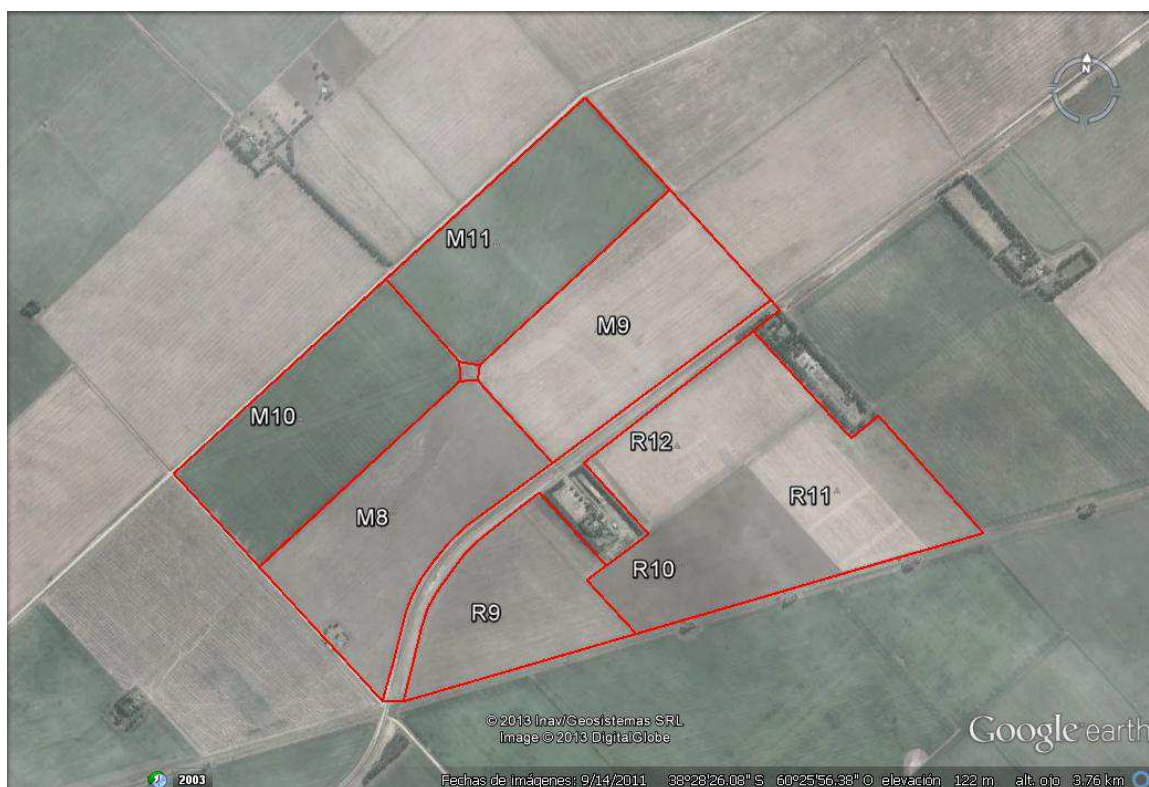 N
M11
M9
M10
R12
R11
M8
R10
R9
© 2013 Inav/Geosistemas SRL
Image © 2013 DigitalGlobe
Google earth
2003
Fechas de imágenes: 9/14/2011 38°28'26.08" S 60°25'56.38" O elevación 122 m alt. ojo 3.76 km